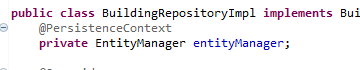 public class BuildingRepositoryImpl implements Bui
@PersistenceContext
private EntityManager entityManager;